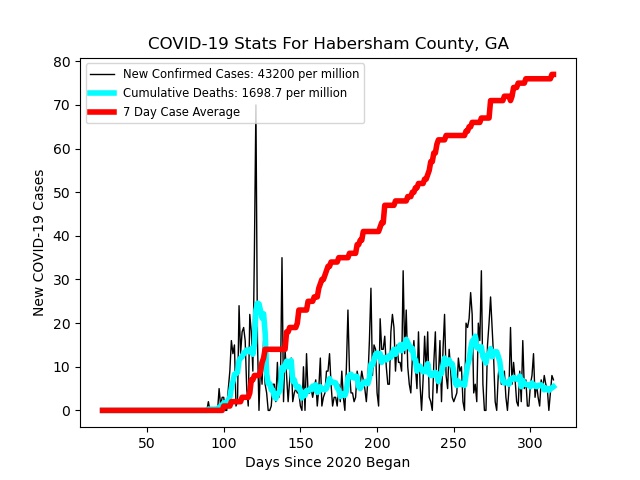 COVID-19 Stats For Habersham County, GA
New Confirmed Cases: 43200 per million
Cumulative Deaths: 1698.7 per million
7 Day Case Average
New COVID-19 Cases
80
70
60
50
40
30
20
10
0
50
100
150
200
250
300
Days Since 2020 Began